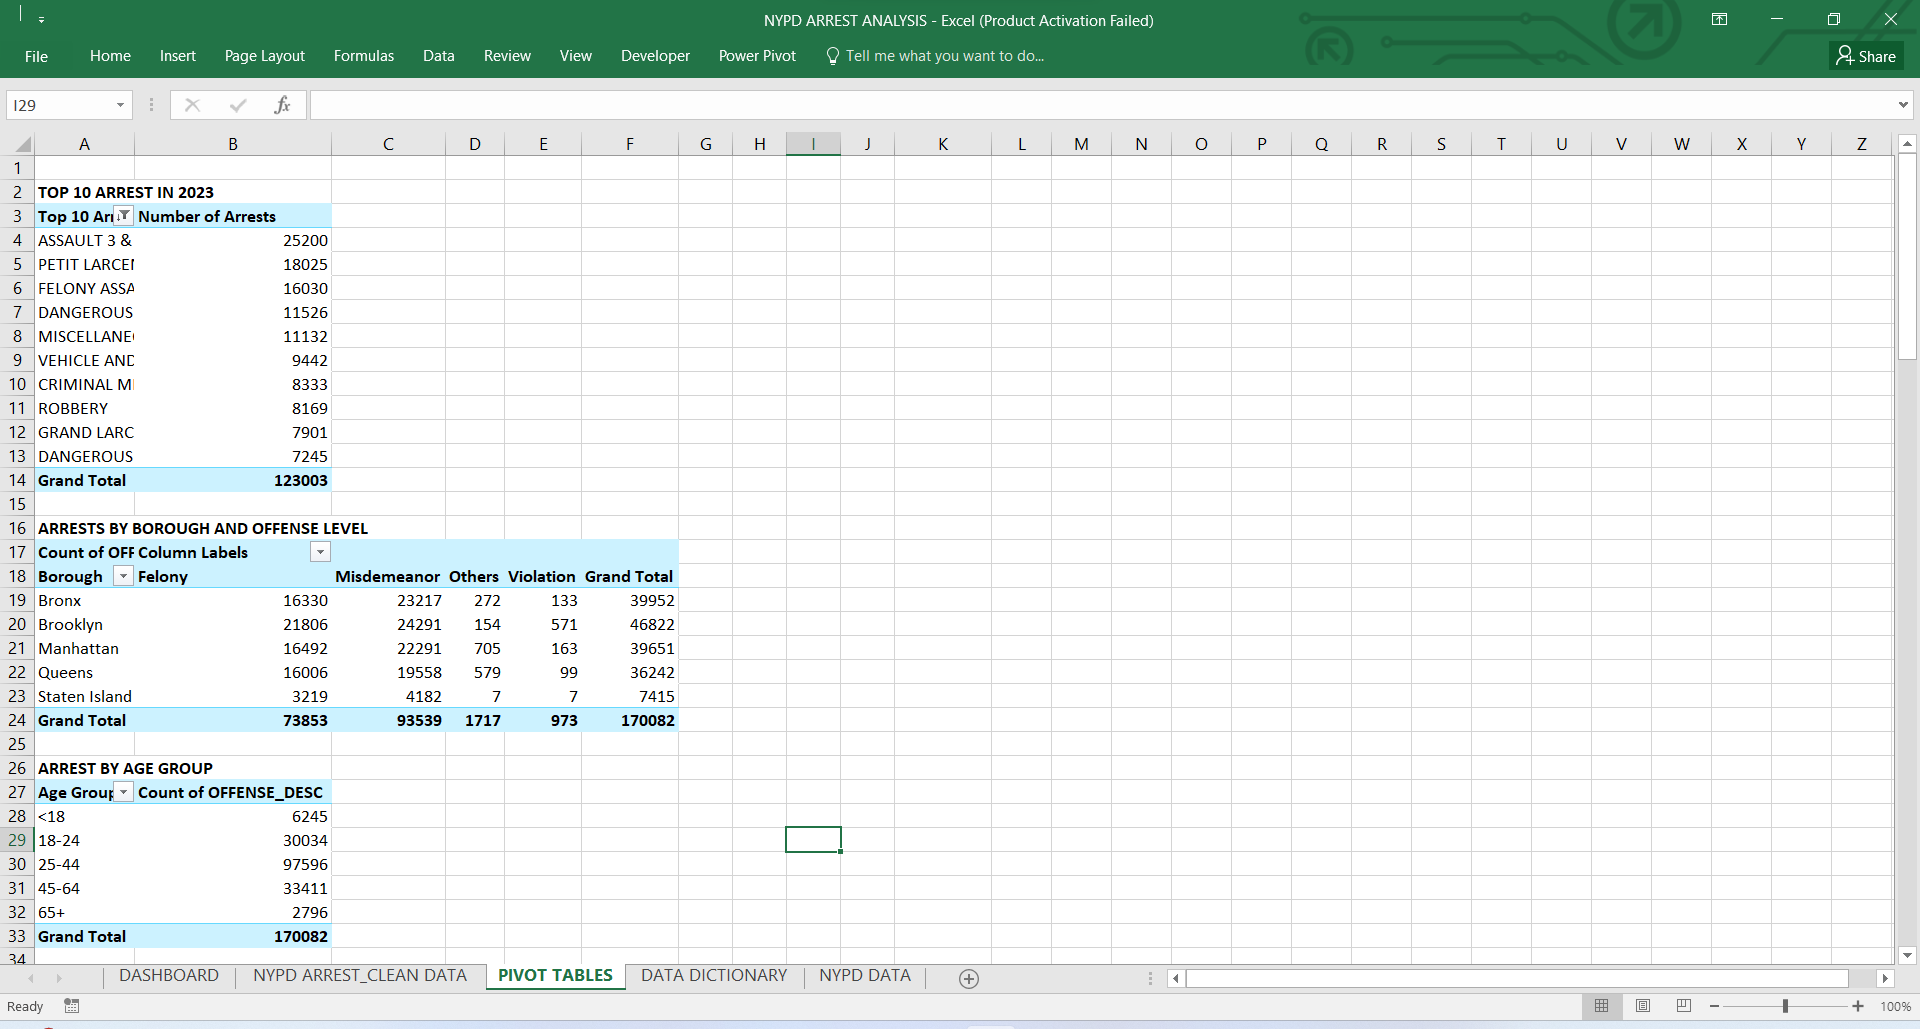 NYPD ARREST ANALYSIS - Excel (Product Activation Failed)
File Home Insert Page Layout Formulas Data Review View Developer Power Pivot Tell me what you want to do... Share
I29 fx
A B C D E F G H I J K L M N O P Q R S T U V W X Y Z
1
2 TOP 10 ARREST IN 2023
3 Top 10 Arr Number of Arrests
4 ASSAULT 3 & 25200
5 PETIT LARCEN 18025
6 FELONY ASSA 16030
7 DANGEROUS 11526
8 MISCELLANEO 11132
9 VEHICLE AND 9442
10 CRIMINAL MI 8333
11 ROBBERY 8169
12 GRAND LARC 7901
13 DANGEROUS 7245
14 Grand Total 123003
15
16 ARRESTS BY BOROUGH AND OFFENSE LEVEL
17 Count of OFF Column Labels
18 Borough Felony Misdemeanor Others Violation Grand Total
19 Bronx 16330 23217 272 133 39952
20 Brooklyn 21806 24291 154 571 46822
21 Manhattan 16492 22291 705 163 39651
22 Queens 16006 19558 579 99 36242
23 Staten Island 3219 4182 7 7 7415
24 Grand Total 73853 93539 1717 973 170082
25
26 ARREST BY AGE GROUP
27 Age Group Count of OFFENSE_DESC
28 <18 6245
29 18-24 30034
30 25-44 97596
31 45-64 33411
32 65+ 2796
33 Grand Total 170082
34
DASHBOARD NYPD ARREST_CLEAN DATA PIVOT TABLES DATA DICTIONARY NYPD DATA
Ready 100%